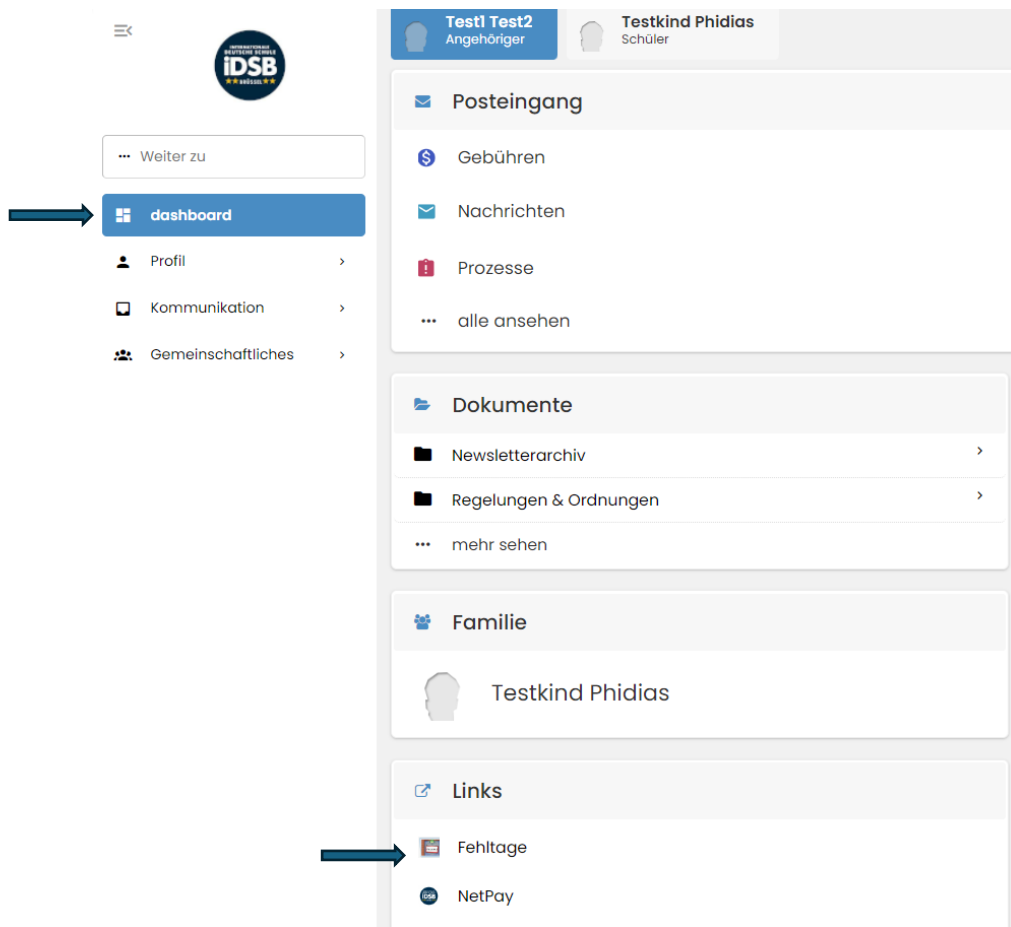 INTERNATIONALE
DEUTSCHE SCHULE
iDSB
BRÜSSEL
Weiter zu
dashboard
Profil
Kommunikation
Gemeinschaftliches
Test1 Test2
Angehöriger
Testkind Phidias
Schüler
Posteingang
Gebühren
Nachrichten
Prozesse
alle ansehen
Dokumente
Newsletterarchiv
Regelungen & Ordnungen
mehr sehen
Familie
Testkind Phidias
Links
Fehltage
iDSB
NetPay